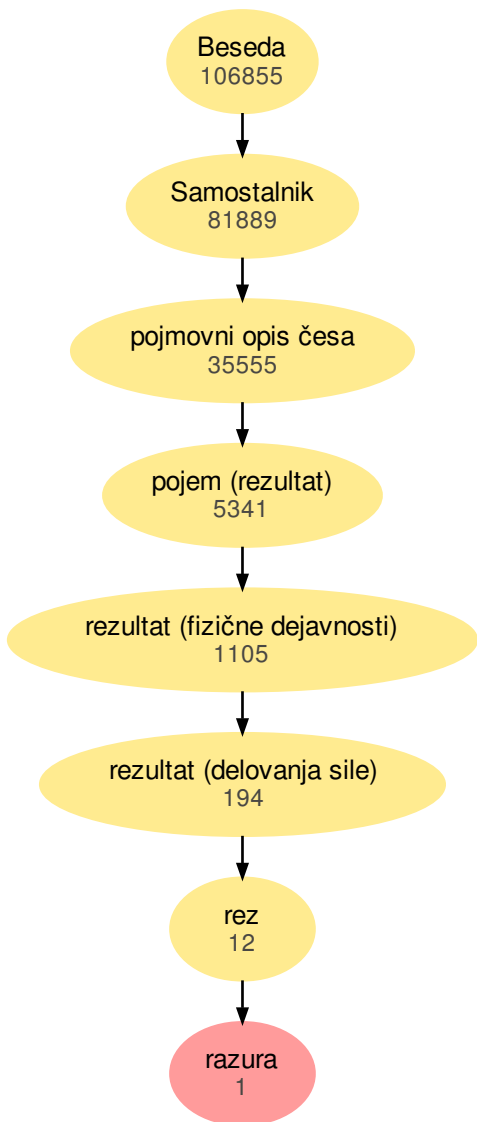 Beseda
106855
Samostalnik
81889
pojmovni opis česa
35555
pojem (rezultat)
5341
rezultat (fizične dejavnosti)
1105
rezultat (delovanja sile)
194
rez
12
razura
1